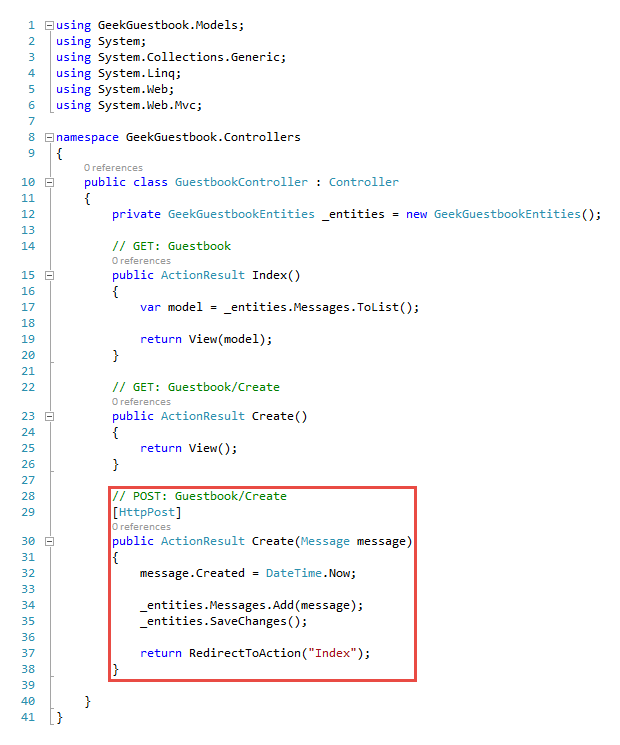 1 using GeekGuestbook.Models;
2 using System;
3 using System.Collections.Generic;
4 using System.Linq;
5 using System.Web;
6 using System.Web.Mvc;
7
8 namespace GeekGuestbook.Controllers
9 {
0 references
10 public class GuestbookController : Controller
11 {
12 private GeekGuestbookEntities _entities = new GeekGuestbookEntities();
13
14 // GET: Guestbook
0 references
15 public ActionResult Index()
16 {
17 var model = _entities.Messages.ToList();
18
19 return View(model);
20 }
21
22 // GET: Guestbook/Create
0 references
23 public ActionResult Create()
24 {
25 return View();
26 }
27
28 // POST: Guestbook/Create
29 [HttpPost]
0 references
30 public ActionResult Create(Message message)
31 {
32 message.Created = DateTime.Now;
33
34 _entities.Messages.Add(message);
35 _entities.SaveChanges();
36
37 return RedirectToAction("Index");
38 }
39
40 }
41 }